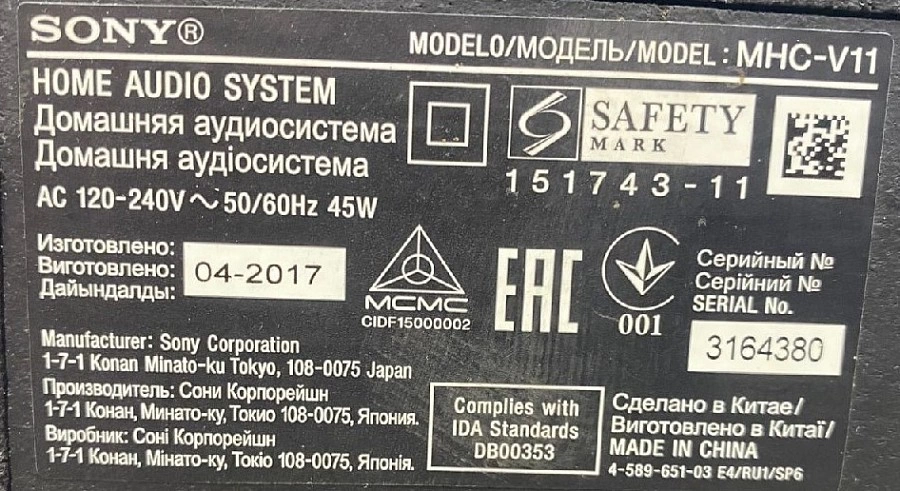 SONY®
MODELO/МОДЕЛЬ/MODEL: MHC-V11
HOME AUDIO SYSTEM
Домашняя аудиосистема
Домашня аудіосистема
AC 120-240V ~ 50/60Hz 45W
SAFETY
MARK
151743-11
Изготовлено:
Виготовлено:
Дайындалды:
04-2017
MCMC
CIDF15000002
EAC
001
Серийный №
Серійний №
SERIAL No.
3164380
Manufacturer: Sony Corporation
1-7-1 Konan Minato-ku Tokyo, 108-0075 Japan
Производитель: Сони Корпорейшн
1-7-1 Конан, Минато-ку, Токио 108-0075, Япония.
Виробник: Соні Корпорейшн
1-7-1 Конан, Мінато-ку, Токіо 108-0075, Японія.
Complies with
IDA Standards
DB00353
Сделано в Китае/
Виготовлено в Китаї/
MADE IN CHINA
4-589-651-03 E4/RU1/SP6